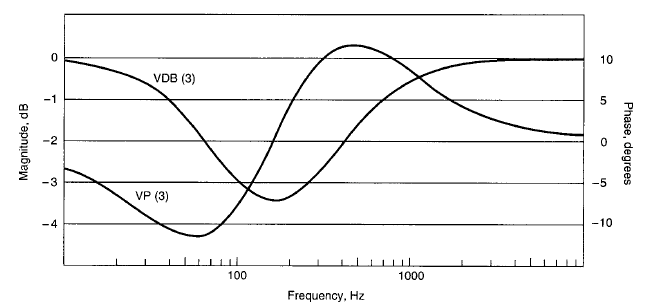 0
-1
-2
-3
-4
Magnitude, dB
VDB (3)
VP (3)
10
5
0
-5
-10
Phase, degrees
100
1000
Frequency, Hz